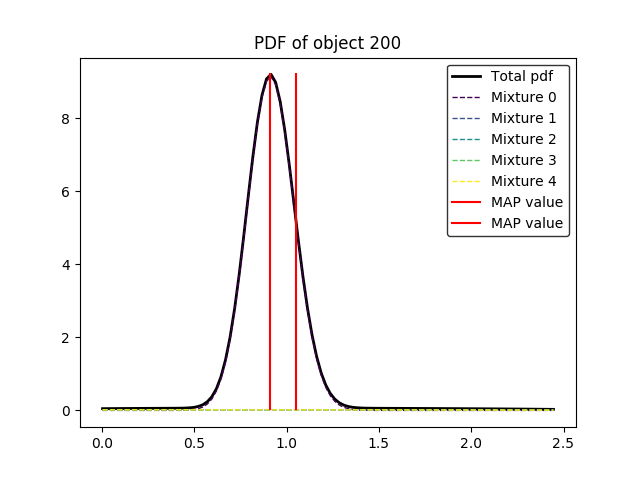 PDF of object 200
Total pdf
Mixture 0
Mixture 1
Mixture 2
Mixture 3
Mixture 4
MAP value
MAP value
8
6
4
2
0
0.0 0.5 1.0 1.5 2.0 2.5